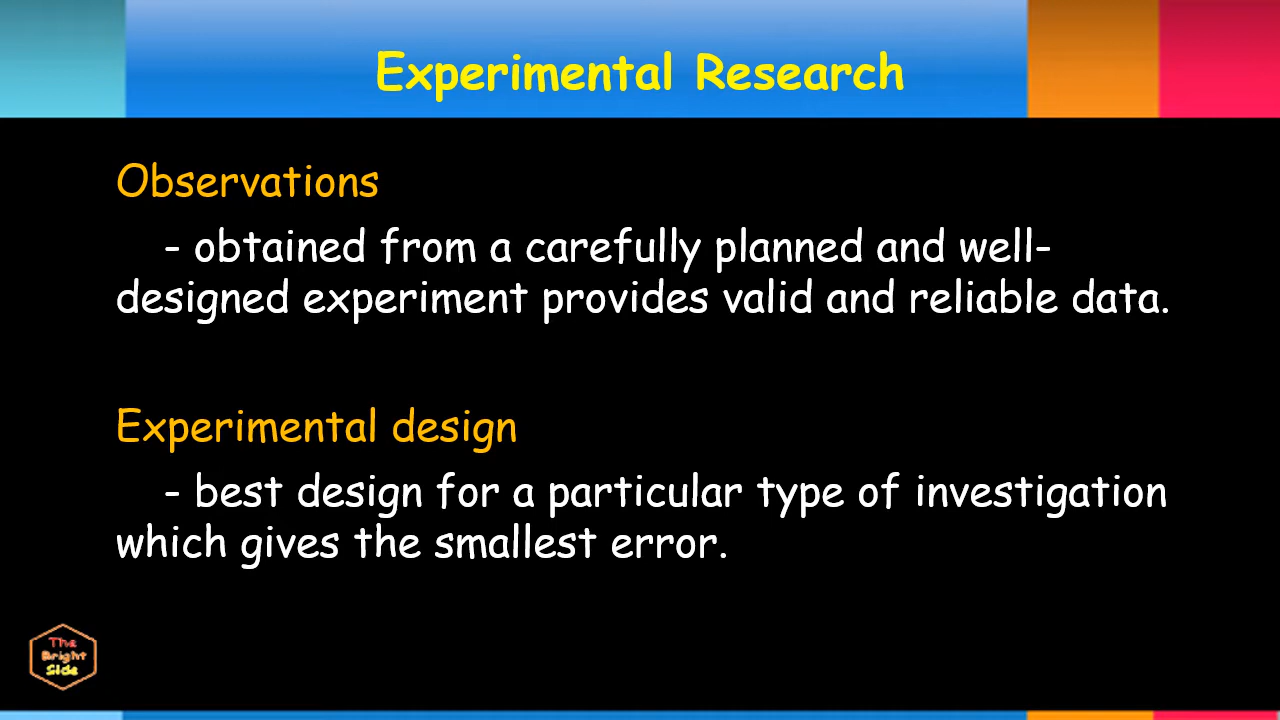 Experimental Research
Observations
- obtained from a carefully planned and well-
designed experiment provides valid and reliable data.
Experimental design
- best design for a particular type of investigation
which gives the smallest error.
The
Bright
Side